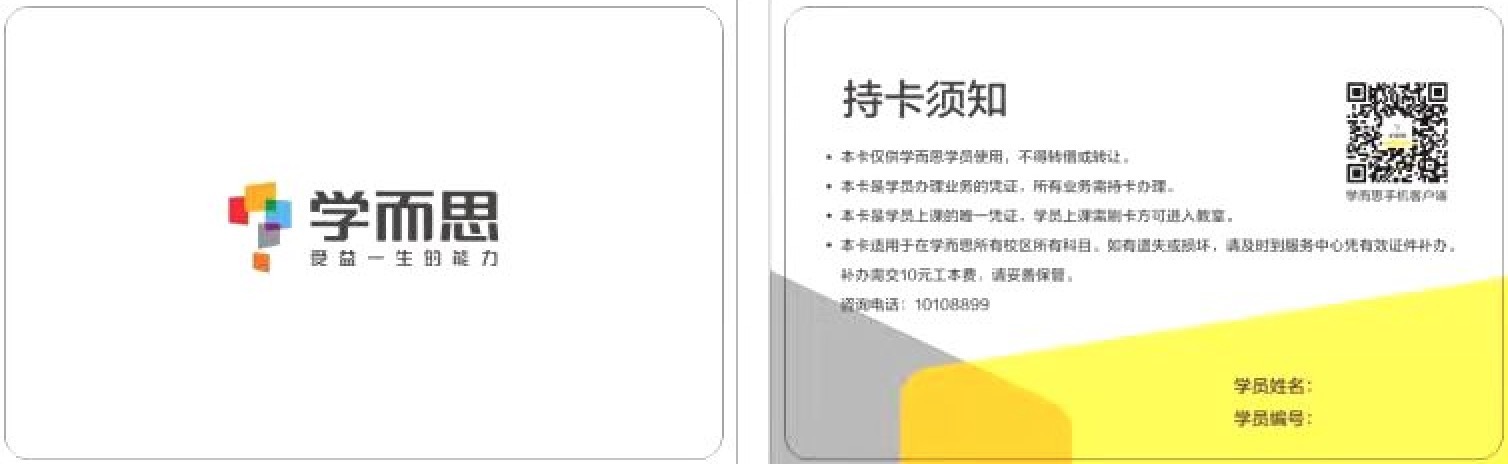 学而思
受益一生的能力
持卡须知
• 本卡仅供学而思学员使用，不得转借或转让。
• 本卡是学员办理业务的凭证，所有业务需持卡办理。
• 本卡是学员上课的唯一凭证，学员上课需刷卡方可进入教室。
• 本卡适用于在学而思所有校区所有科目。如有遗失或损坏，请及时到服务中心凭有效证件补办。
补办需交10元工本费，请妥善保管。
咨询电话：10108899
学而思手机客户端
学员姓名：
学员编号：